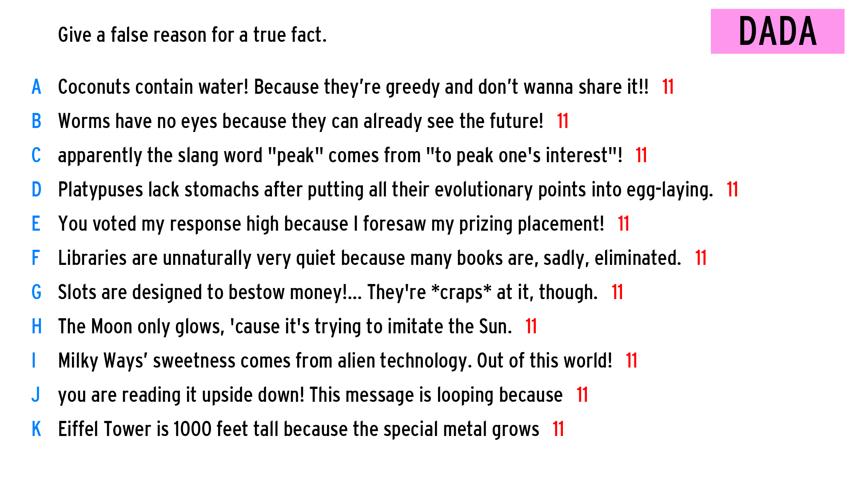 Give a false reason for a true fact.
DADA
A Coconuts contain water! Because they're greedy and don't wanna share it!! 11
B Worms have no eyes because they can already see the future! 11
C apparently the slang word "peak" comes from "to peak one's interest"! 11
D Platypuses lack stomachs after putting all their evolutionary points into egg-laying. 11
E You voted my response high because I foresaw my prizing placement! 11
F Libraries are unnaturally very quiet because many books are, sadly, eliminated. 11
G Slots are designed to bestow money!... They're *craps* at it, though. 11
H The Moon only glows, 'cause it's trying to imitate the Sun. 11
I Milky Ways' sweetness comes from alien technology. Out of this world! 11
J you are reading it upside down! This message is looping because 11
K Eiffel Tower is 1000 feet tall because the special metal grows 11